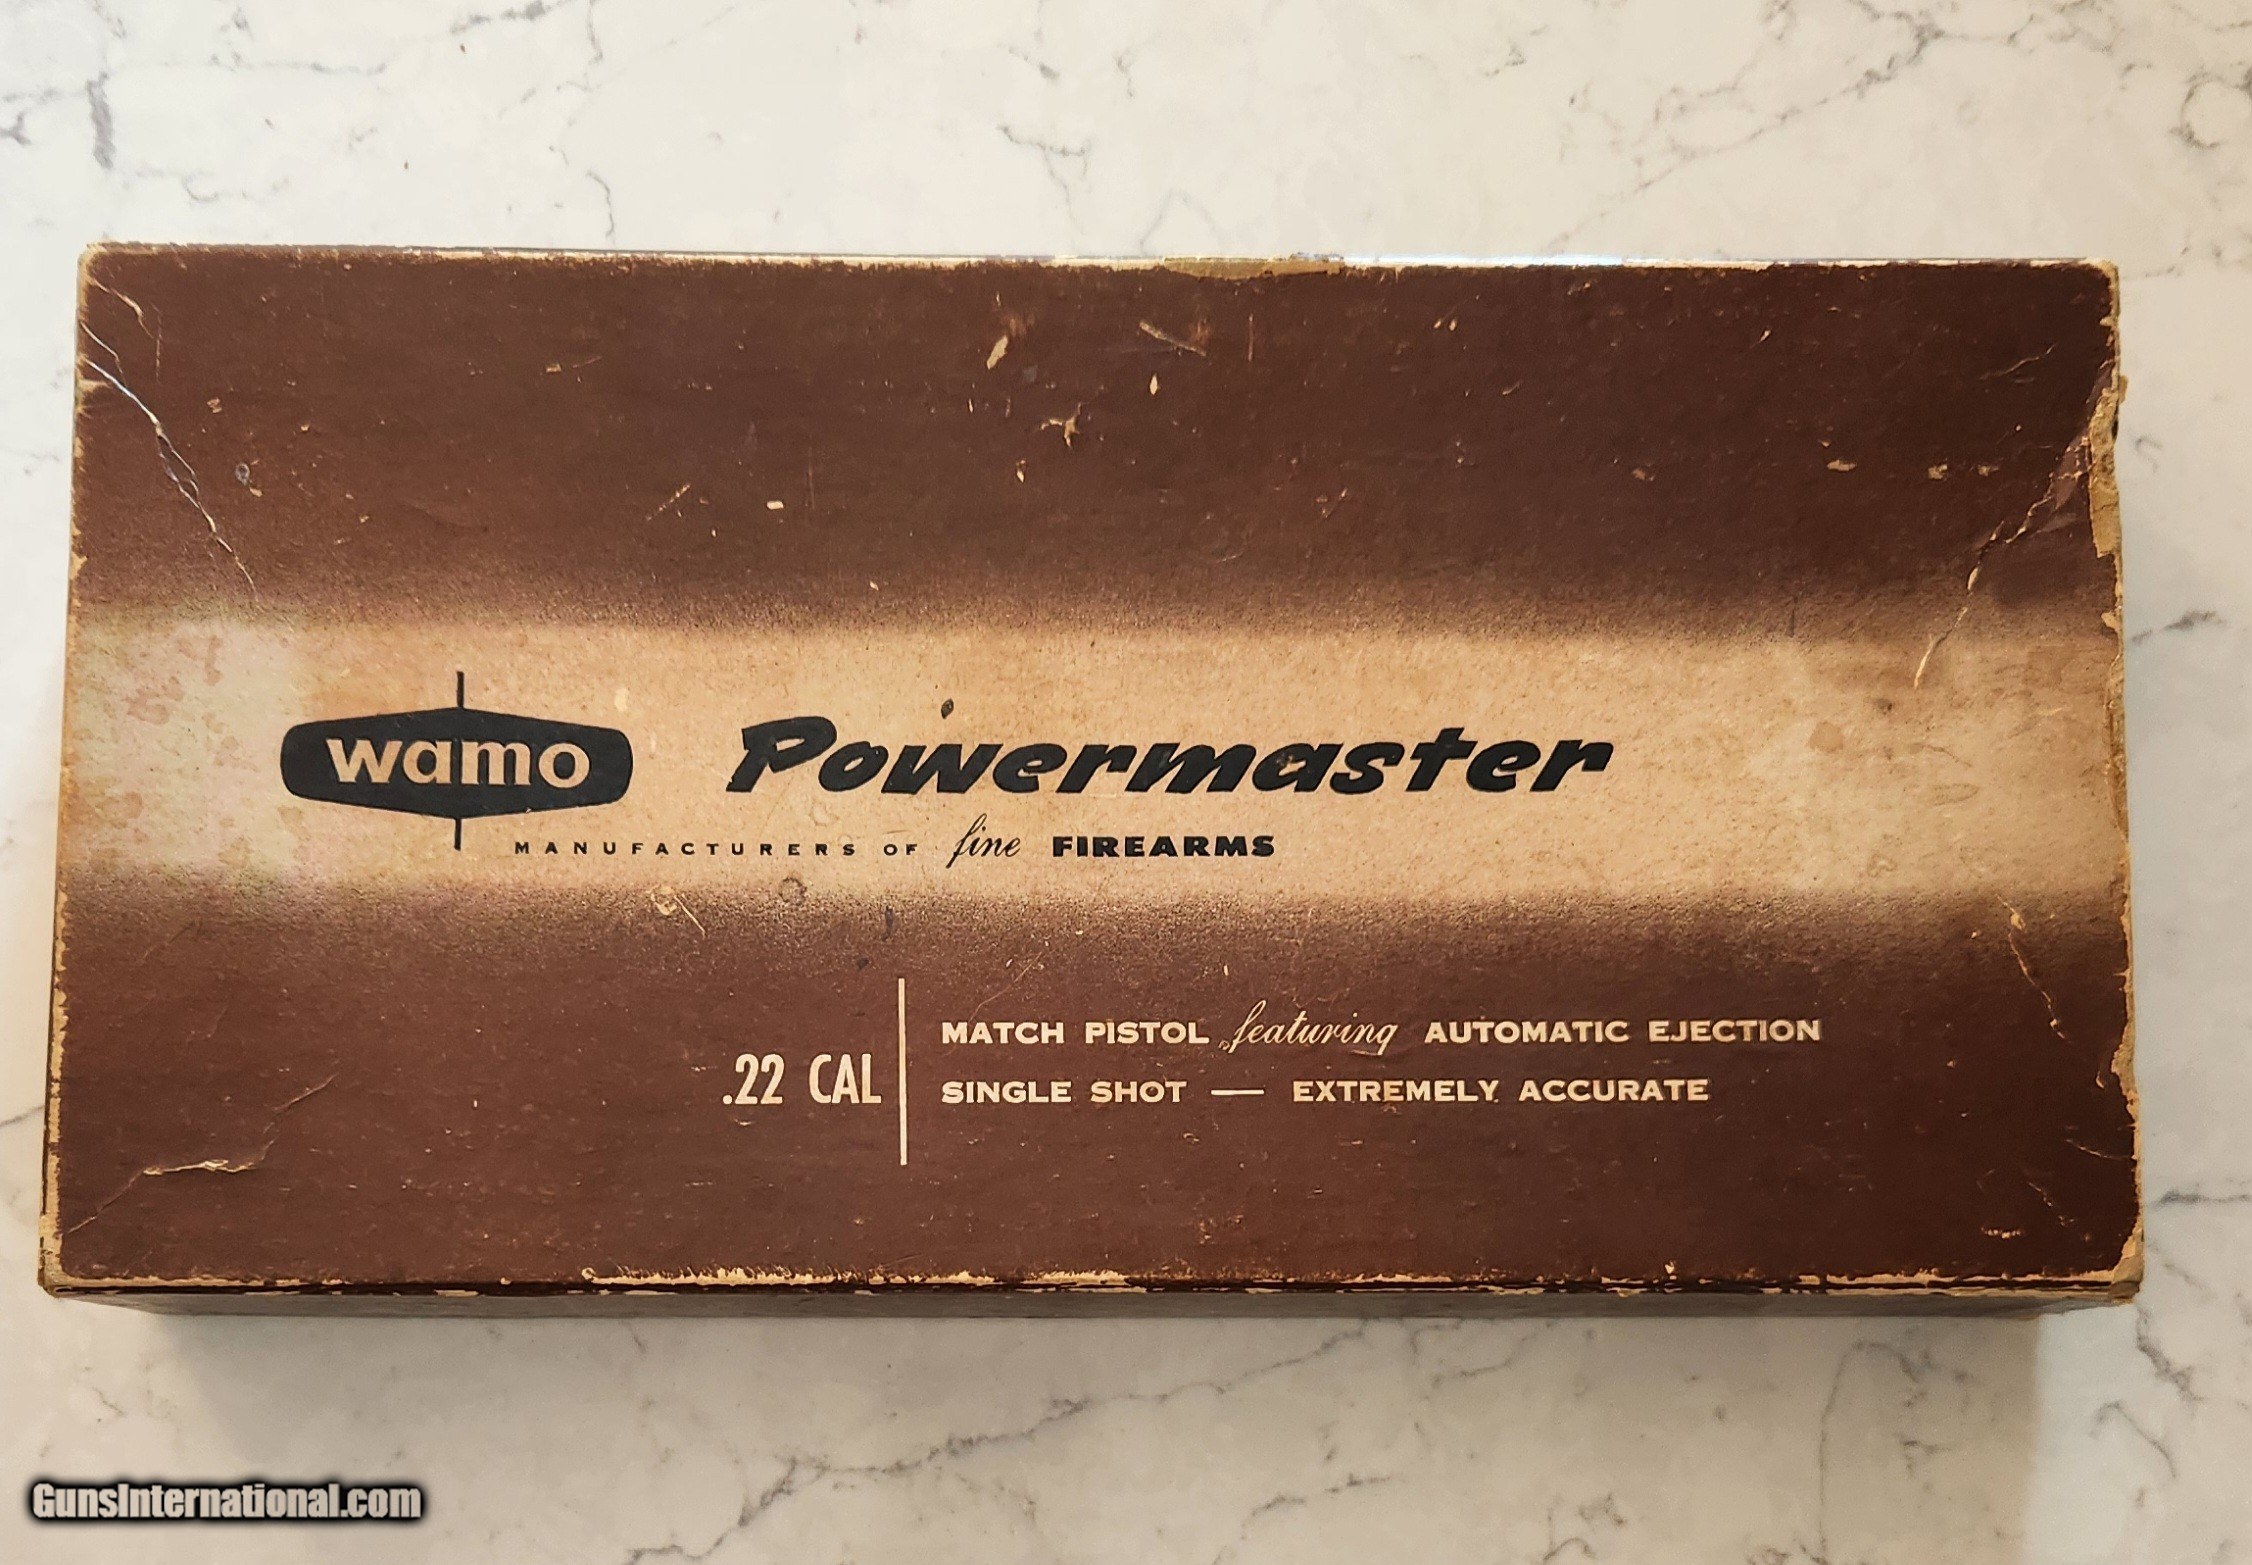 wamo Powermaster
MANUFACTURERS OF fine FIREARMS
.22 CAL
MATCH PISTOL featuring AUTOMATIC EJECTION
SINGLE SHOT — EXTREMELY ACCURATE
GunsInternational.com